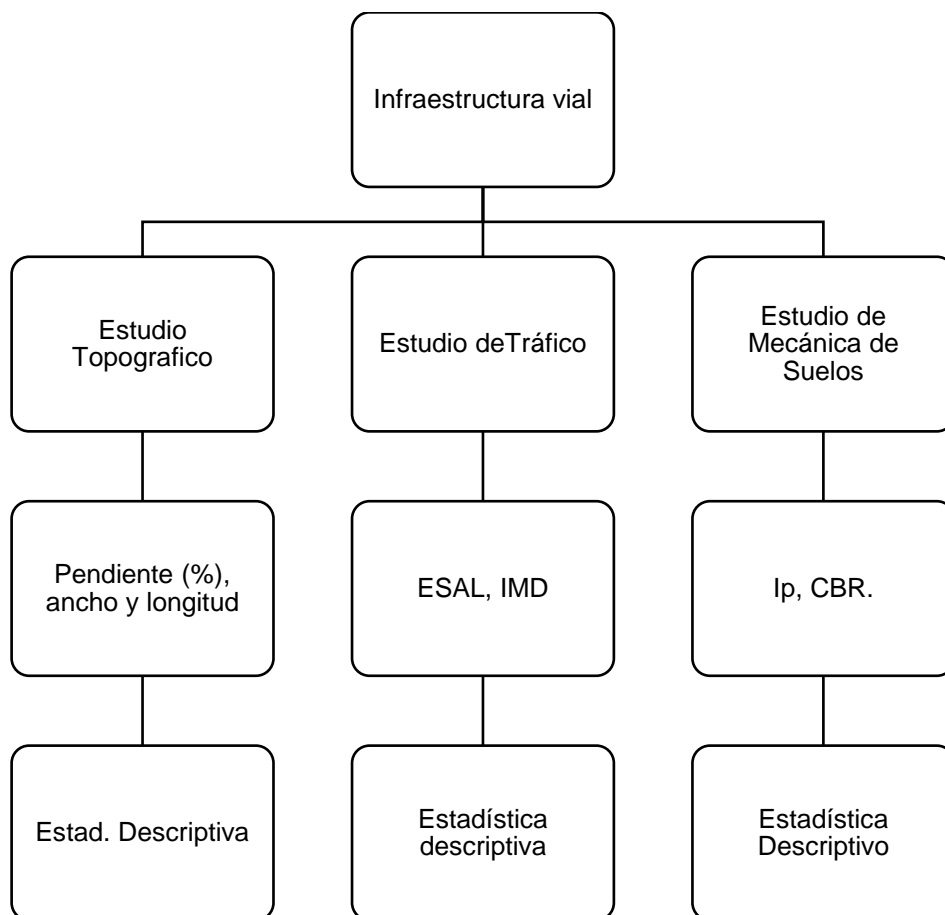 Infraestructura vial
Estudio
Topografico
Estudio deTráfico
Estudio de
Mecánica de
Suelos
Pendiente (%),
ancho y longitud
ESAL, IMD
Ip, CBR.
Estad. Descriptiva
Estadística
descriptiva
Estadística
Descriptivo